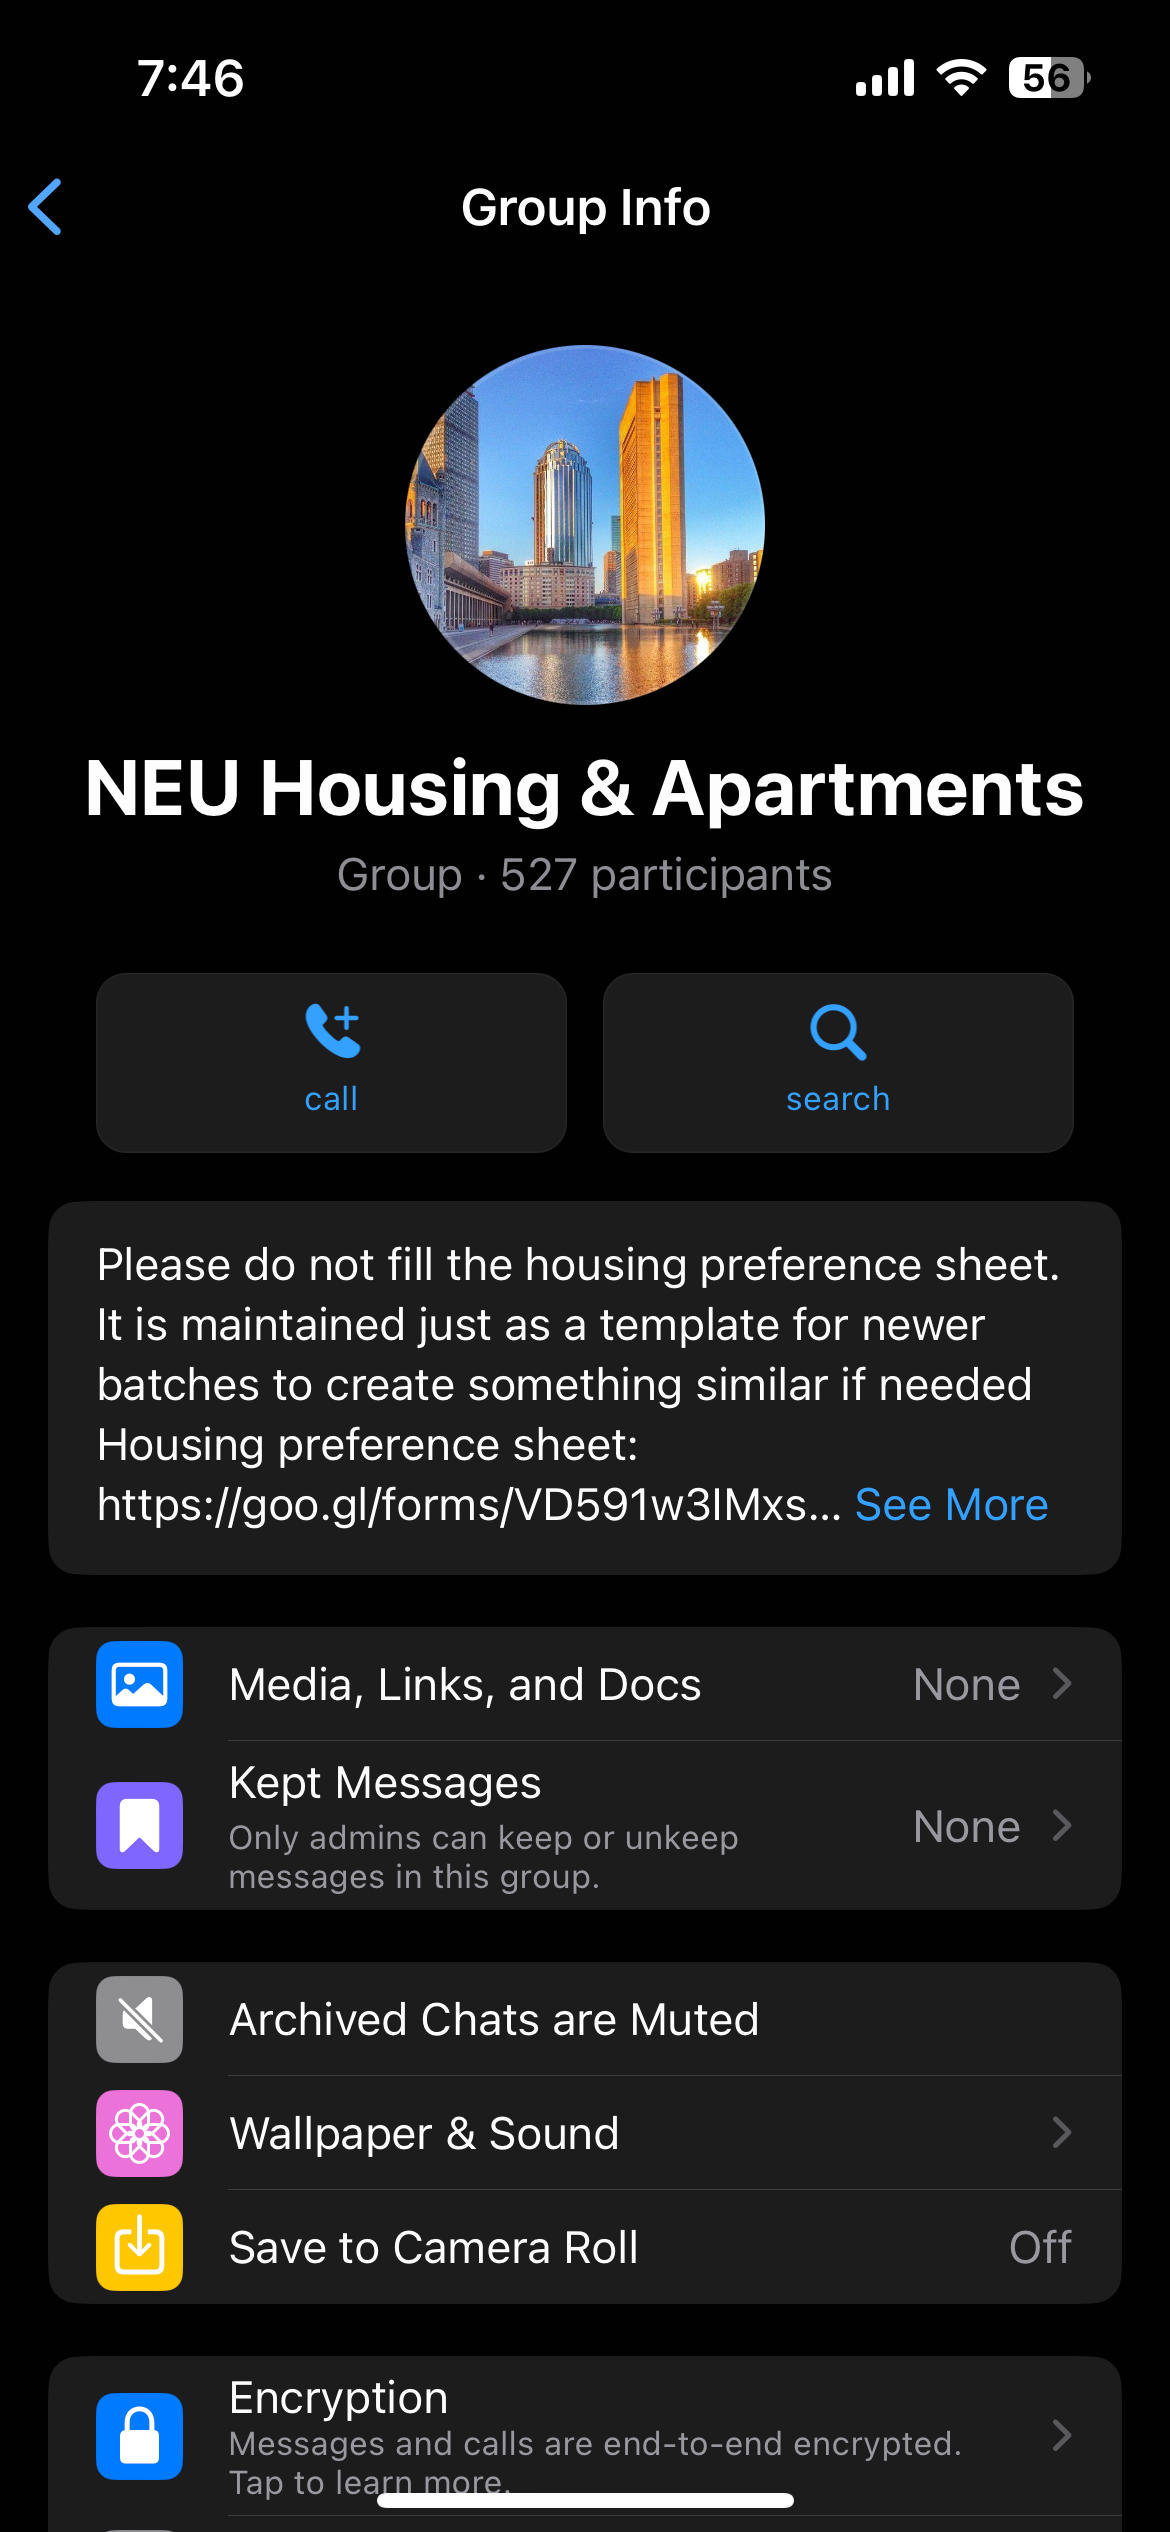 7:46
56
Group Info
NEU Housing & Apartments
Group · 527 participants
call
search
Please do not fill the housing preference sheet.
It is maintained just as a template for newer
batches to create something similar if needed
Housing preference sheet:
https://goo.gl/forms/VD591w3IMxs... See More
Media, Links, and Docs
None
Kept Messages
Only admins can keep or unkeep
messages in this group.
None
Archived Chats are Muted
Wallpaper & Sound
Save to Camera Roll
Off
Encryption
Messages and calls are end-to-end encrypted.
Tap to learn more.